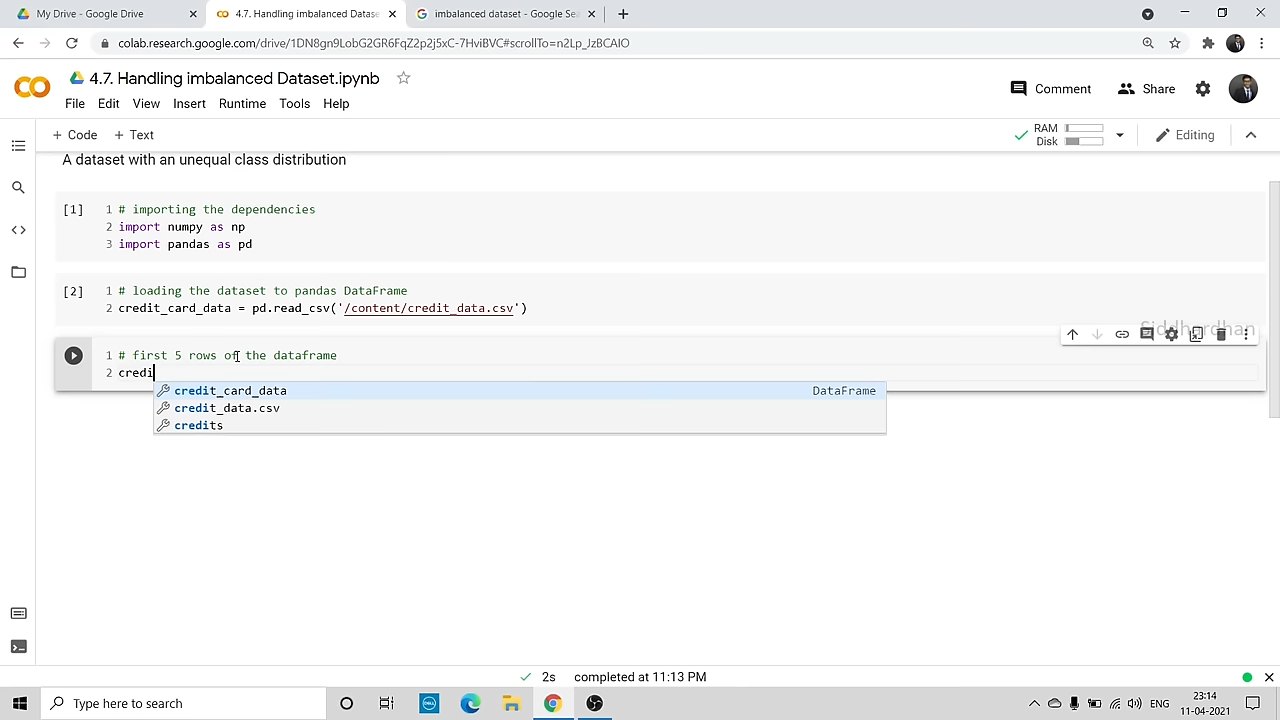 My Drive - Google Drive
4.7. Handling imbalanced Datase
imbalanced dataset - Google Sea
colab.research.google.com/drive/1DN8gn9LobG2GR6FqZ2p2j5xC-7HviBVC#scrollTo=n2Lp_JzBCAIO
4.7. Handling imbalanced Dataset.ipynb
Comment
Share
File Edit View Insert Runtime Tools Help
+ Code + Text
RAM
Disk
Editing
A dataset with an unequal class distribution
[1] 1 # importing the dependencies
2 import numpy as np
3 import pandas as pd
[2] 1 # loading the dataset to pandas DataFrame
2 credit_card_data = pd.read_csv('/content/credit_data.csv')
Siddhardhan
1 # first 5 rows of the dataframe
2 credi
credit_card_data DataFrame
credit_data.csv
credits
2s completed at 11:13 PM
Type here to search
DELL
ENG
23:14
11-04-2021